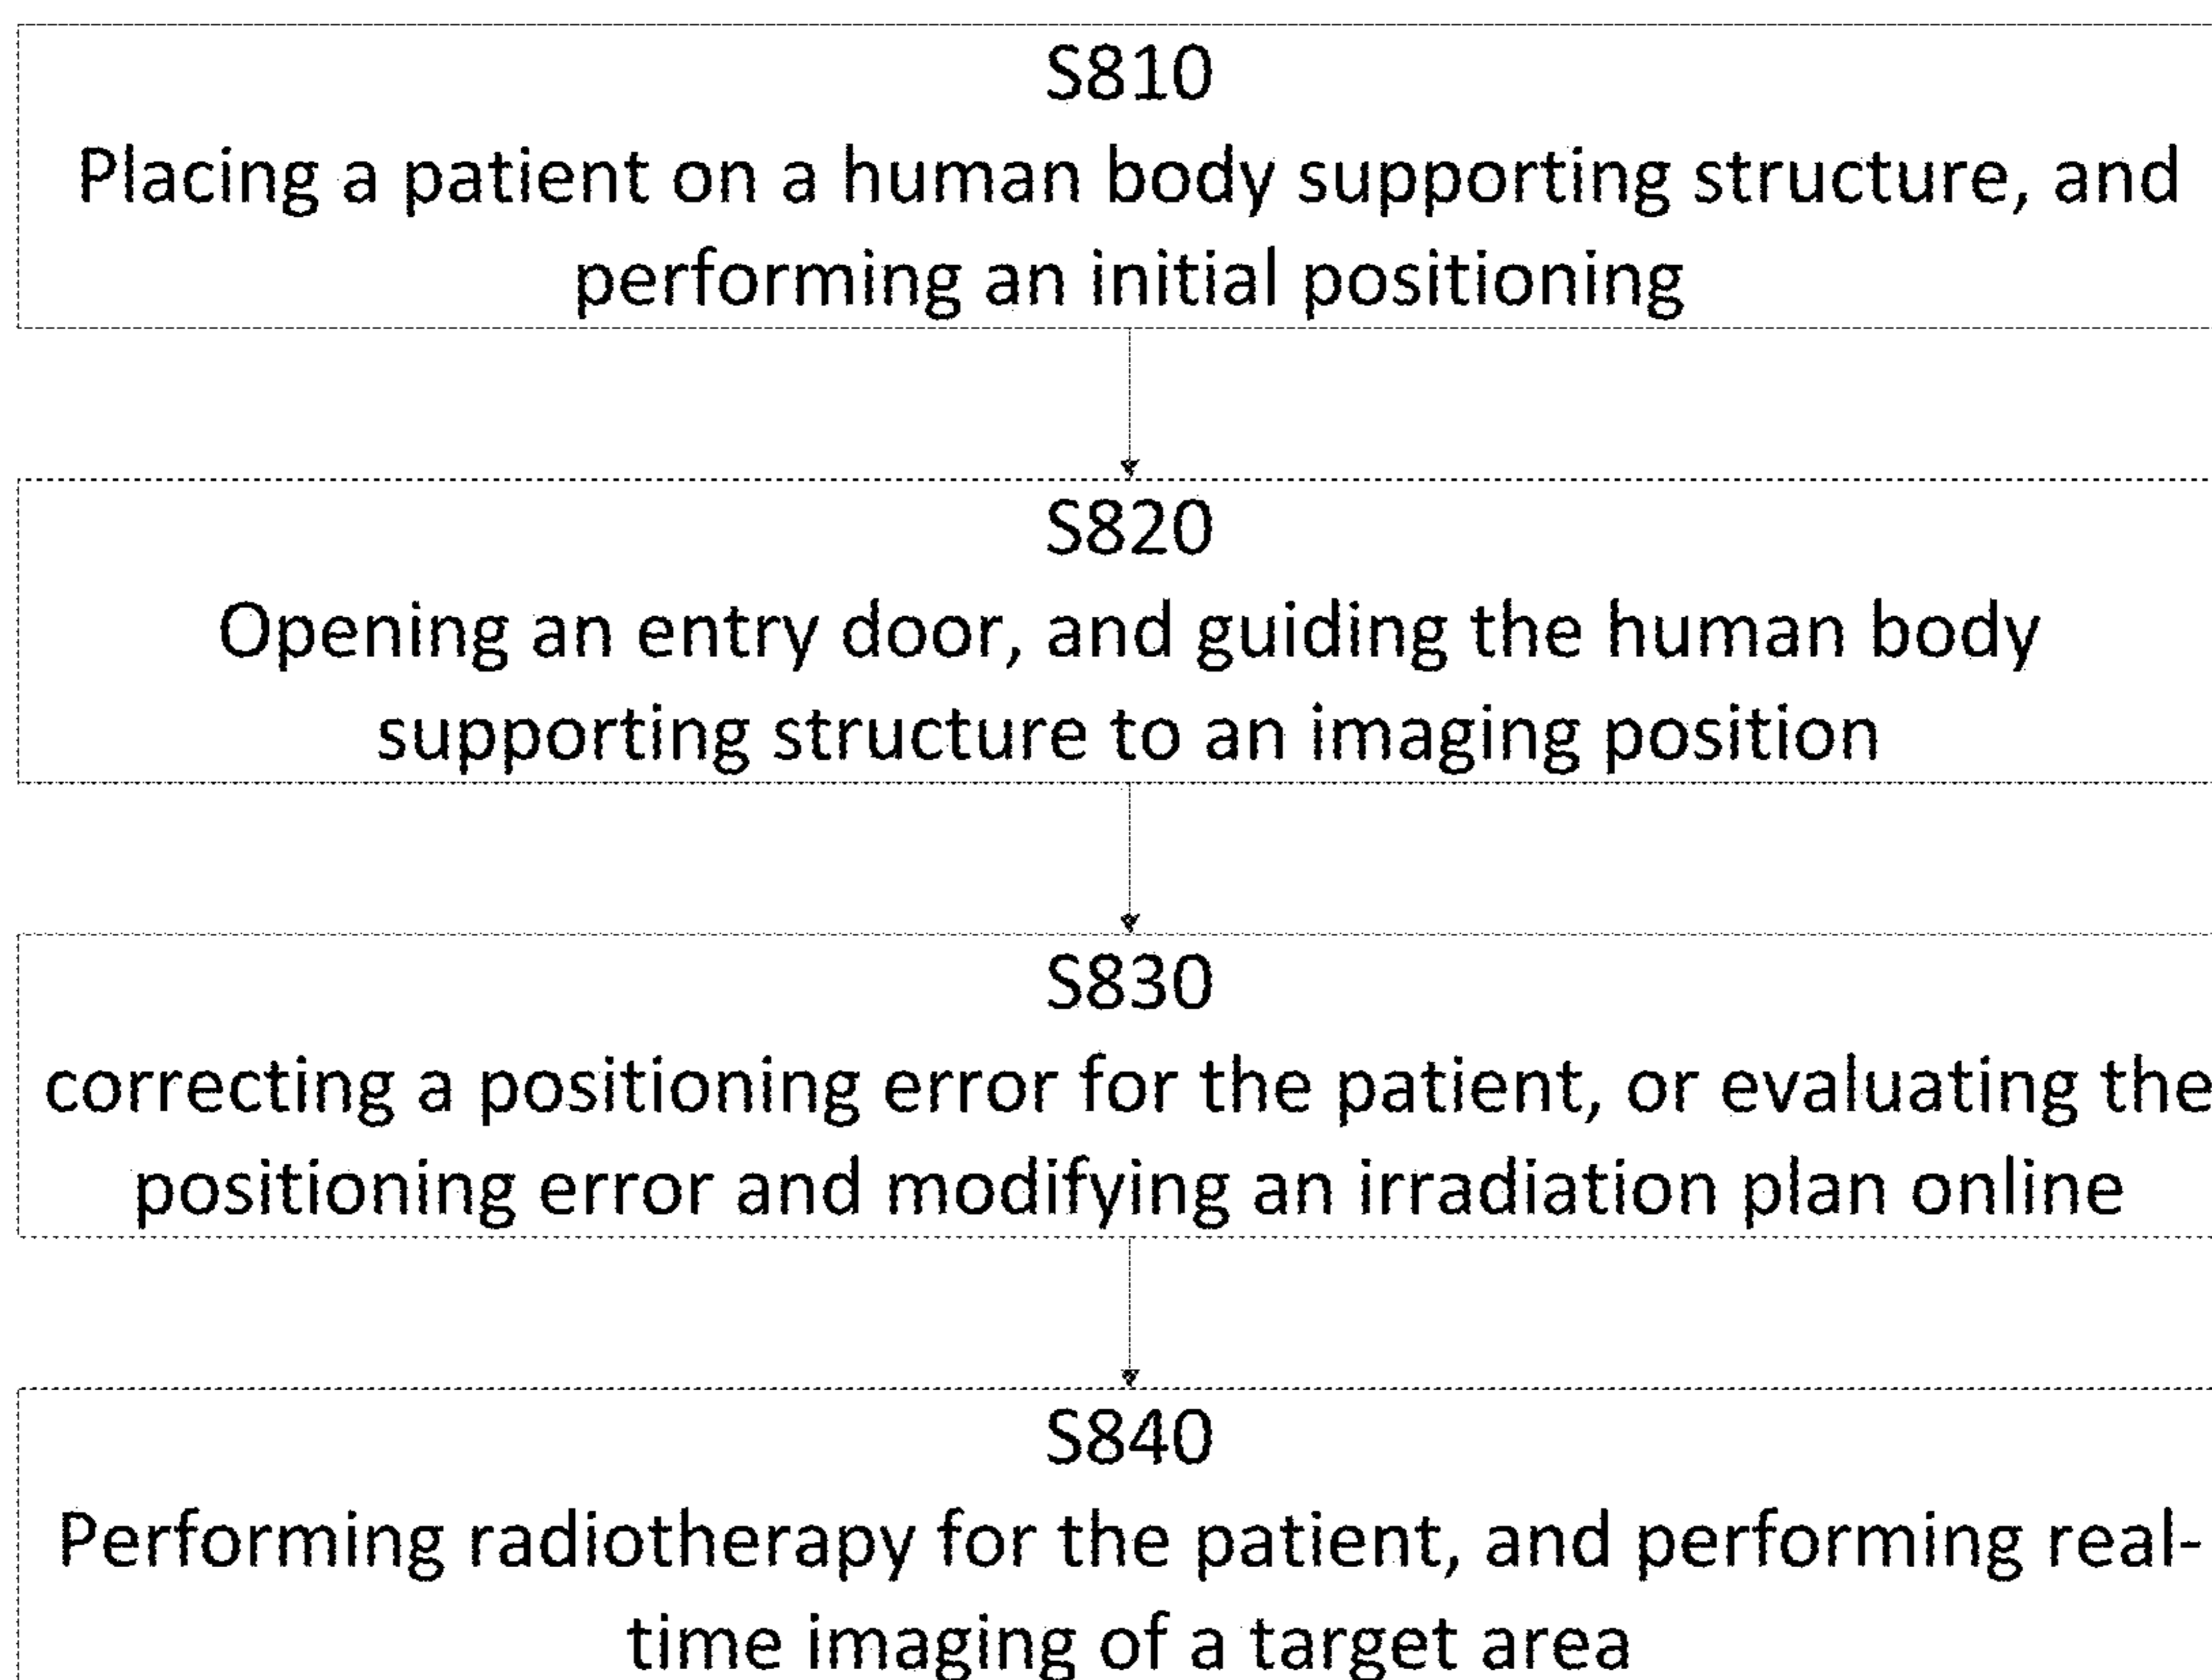 S810
Placing a patient on a human body supporting structure, and
performing an initial positioning
S820
Opening an entry door, and guiding the human body
supporting structure to an imaging position
S830
correcting a positioning error for the patient, or evaluating the
positioning error and modifying an irradiation plan online
S840
Performing radiotherapy for the patient, and performing real-
time imaging of a target area